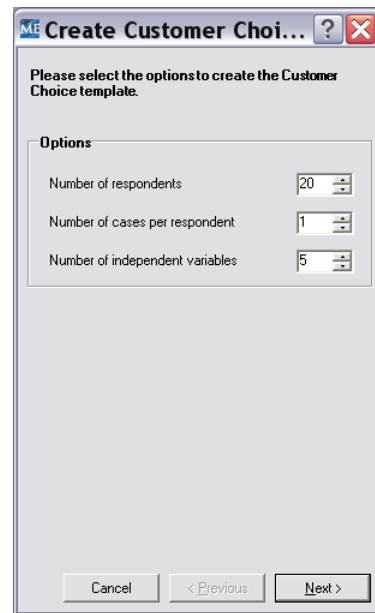 ME Create Customer Choi... ?
Please select the options to create the Customer
Choice template.
Options
Number of respondents 20
Number of cases per respondent 1
Number of independent variables 5
Cancel < Previous Next >